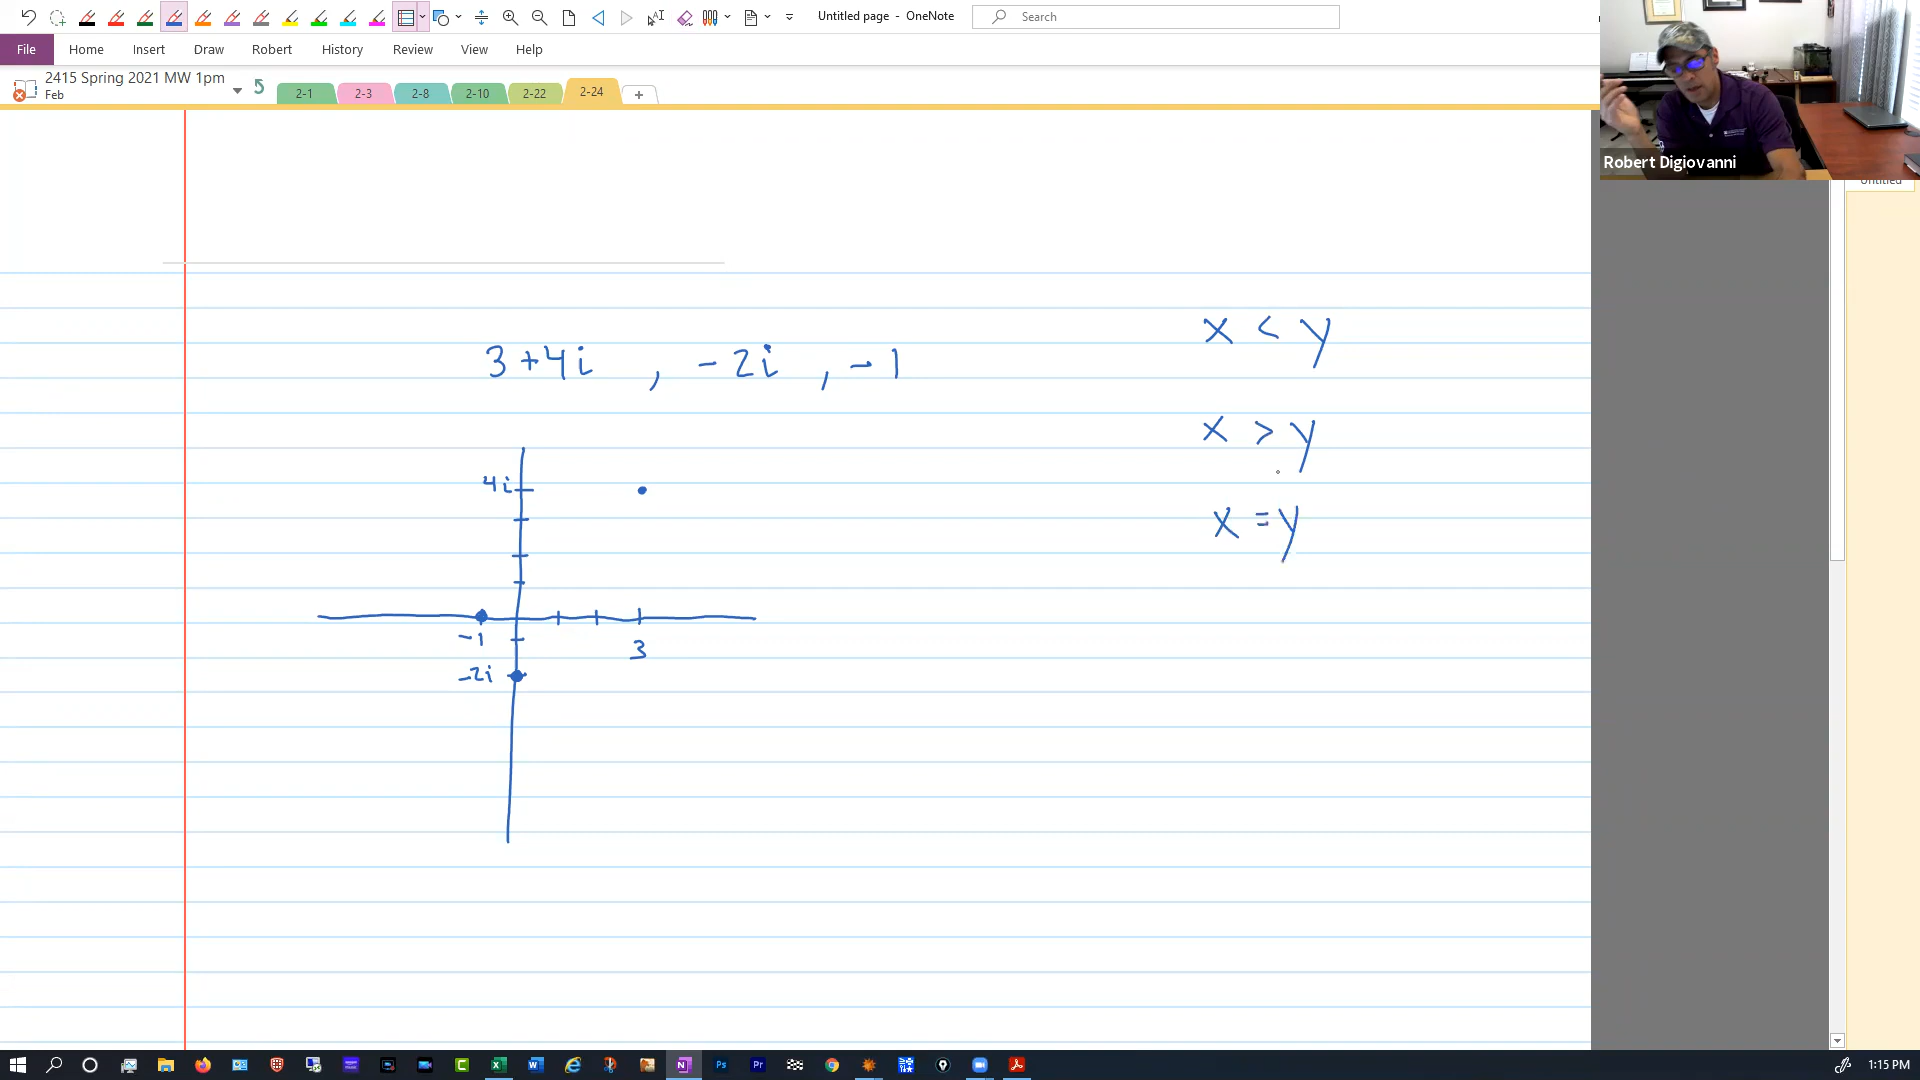 Untitled page - OneNote
Search
File Home Insert Draw Robert History Review View Help
2415 Spring 2021 MW 1pm
Feb
2-1 2-3 2-8 2-10 2-22 2-24 +
Robert Digiovanni
Untitled
3+4i , -2i , -1
x < y
x > y
x = y
4i
-1
3
-2i
1:15 PM